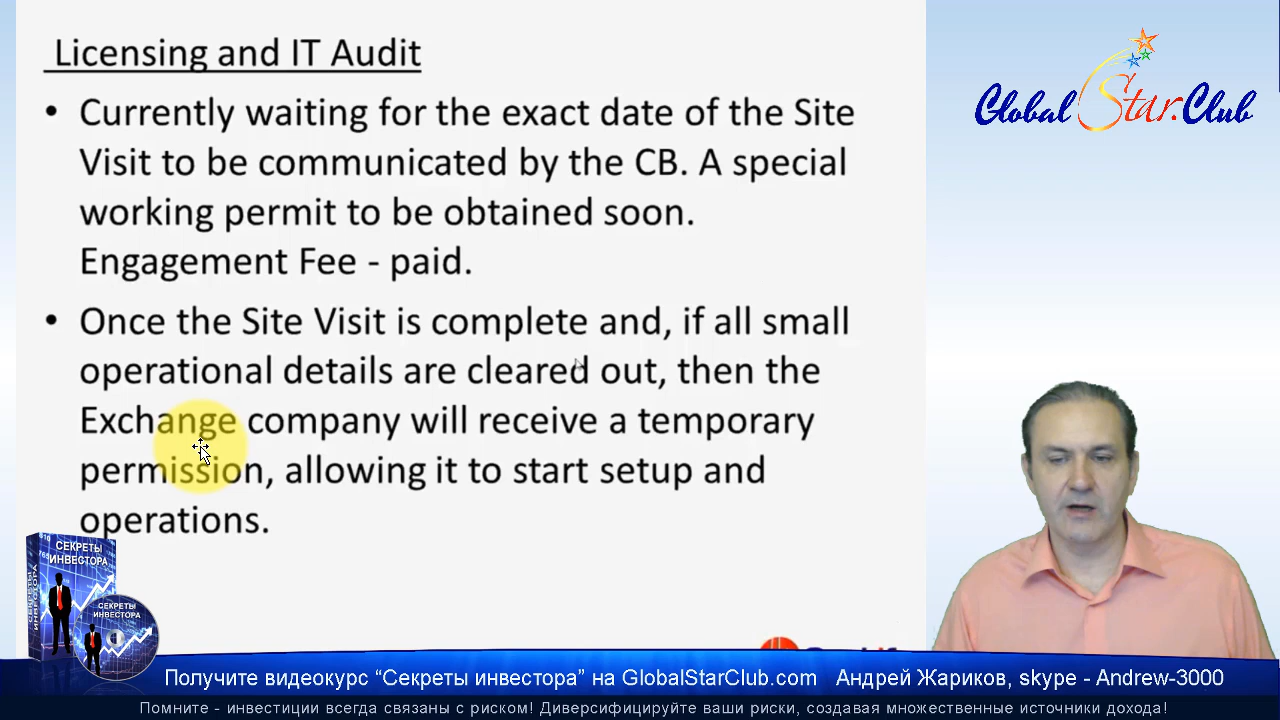 Licensing and IT Audit
• Currently waiting for the exact date of the Site
Visit to be communicated by the CB. A special
working permit to be obtained soon.
Engagement Fee - paid.
• Once the Site Visit is complete and, if all small
operational details are cleared out, then the
Exchange company will receive a temporary
permission, allowing it to start setup and
operations.
Global Star.Club
СЕКРЕТЫ
ИНВЕСТОРА
СЕКРЕТЫ
ИНВЕСТОРА
Получите видеокурс “Секреты инвестора” на GlobalStarClub.com Андрей Жариков, skype - Andrew-3000
Помните - инвестиции всегда связаны с риском! Диверсифицируйте ваши риски, создавая множественные источники дохода!